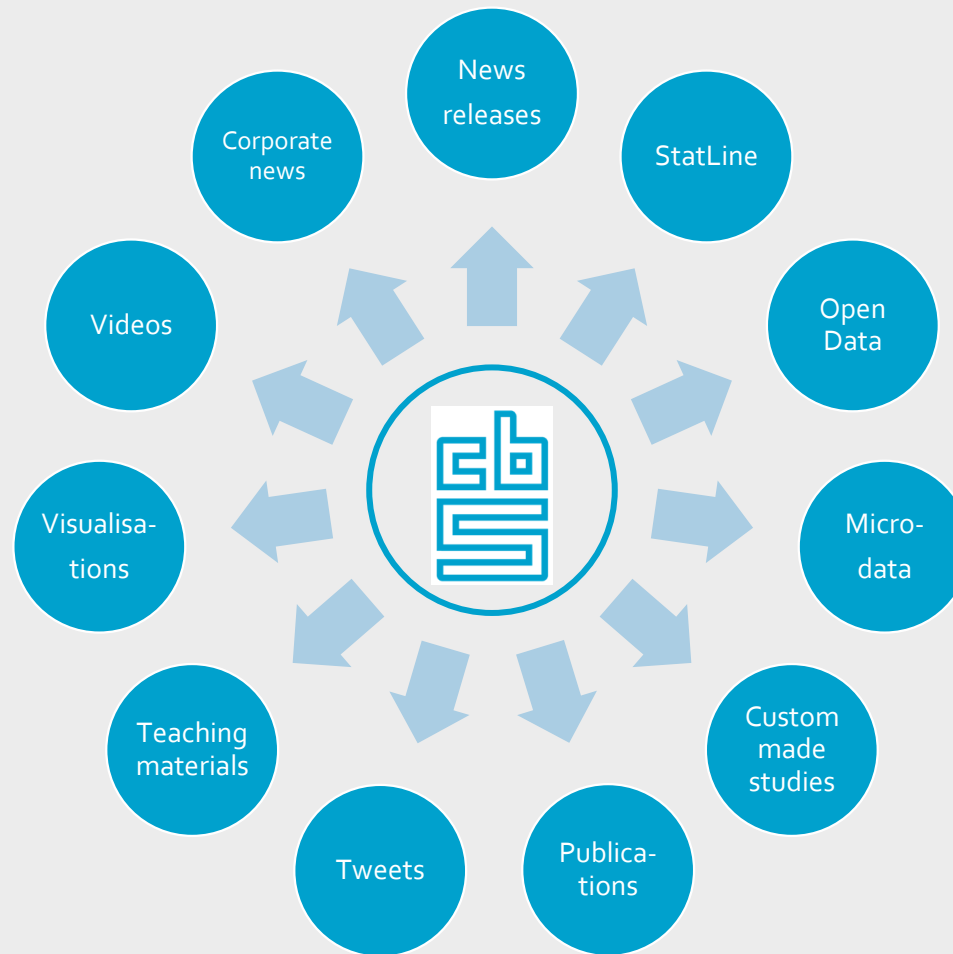 News
releases
StatLine
Open
Data
Micro-
data
Custom
made
studies
Publica-
tions
Tweets
Teaching
materials
Visualisa-
tions
Videos
Corporate
news
cbs